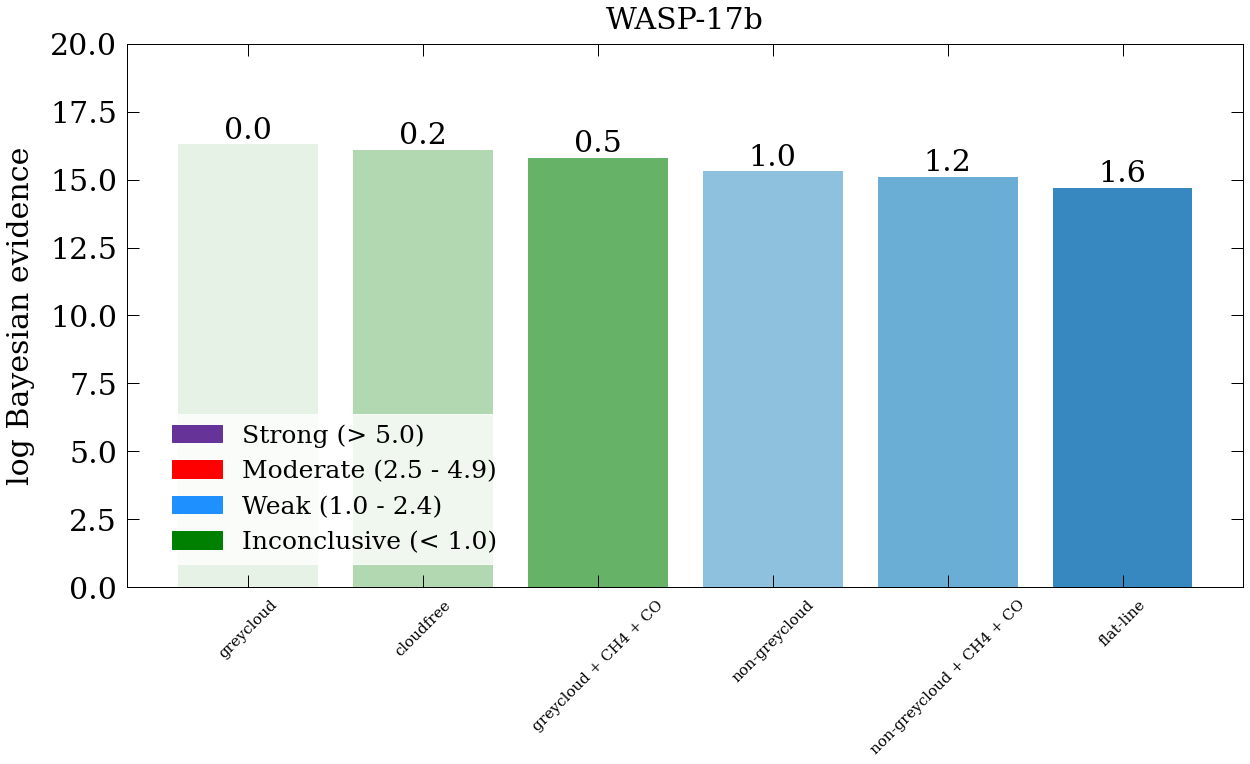 WASP-17b
log Bayesian evidence
20.0
17.5
15.0
12.5
10.0
7.5
5.0
2.5
0.0
0.0
0.2
0.5
1.0
1.2
1.6
Strong (> 5.0)
Moderate (2.5 - 4.9)
Weak (1.0 - 2.4)
Inconclusive (< 1.0)
greycloud
cloudfree
greycloud + CH4 + CO
non-greycloud
non-greycloud + CH4 + CO
flat-line